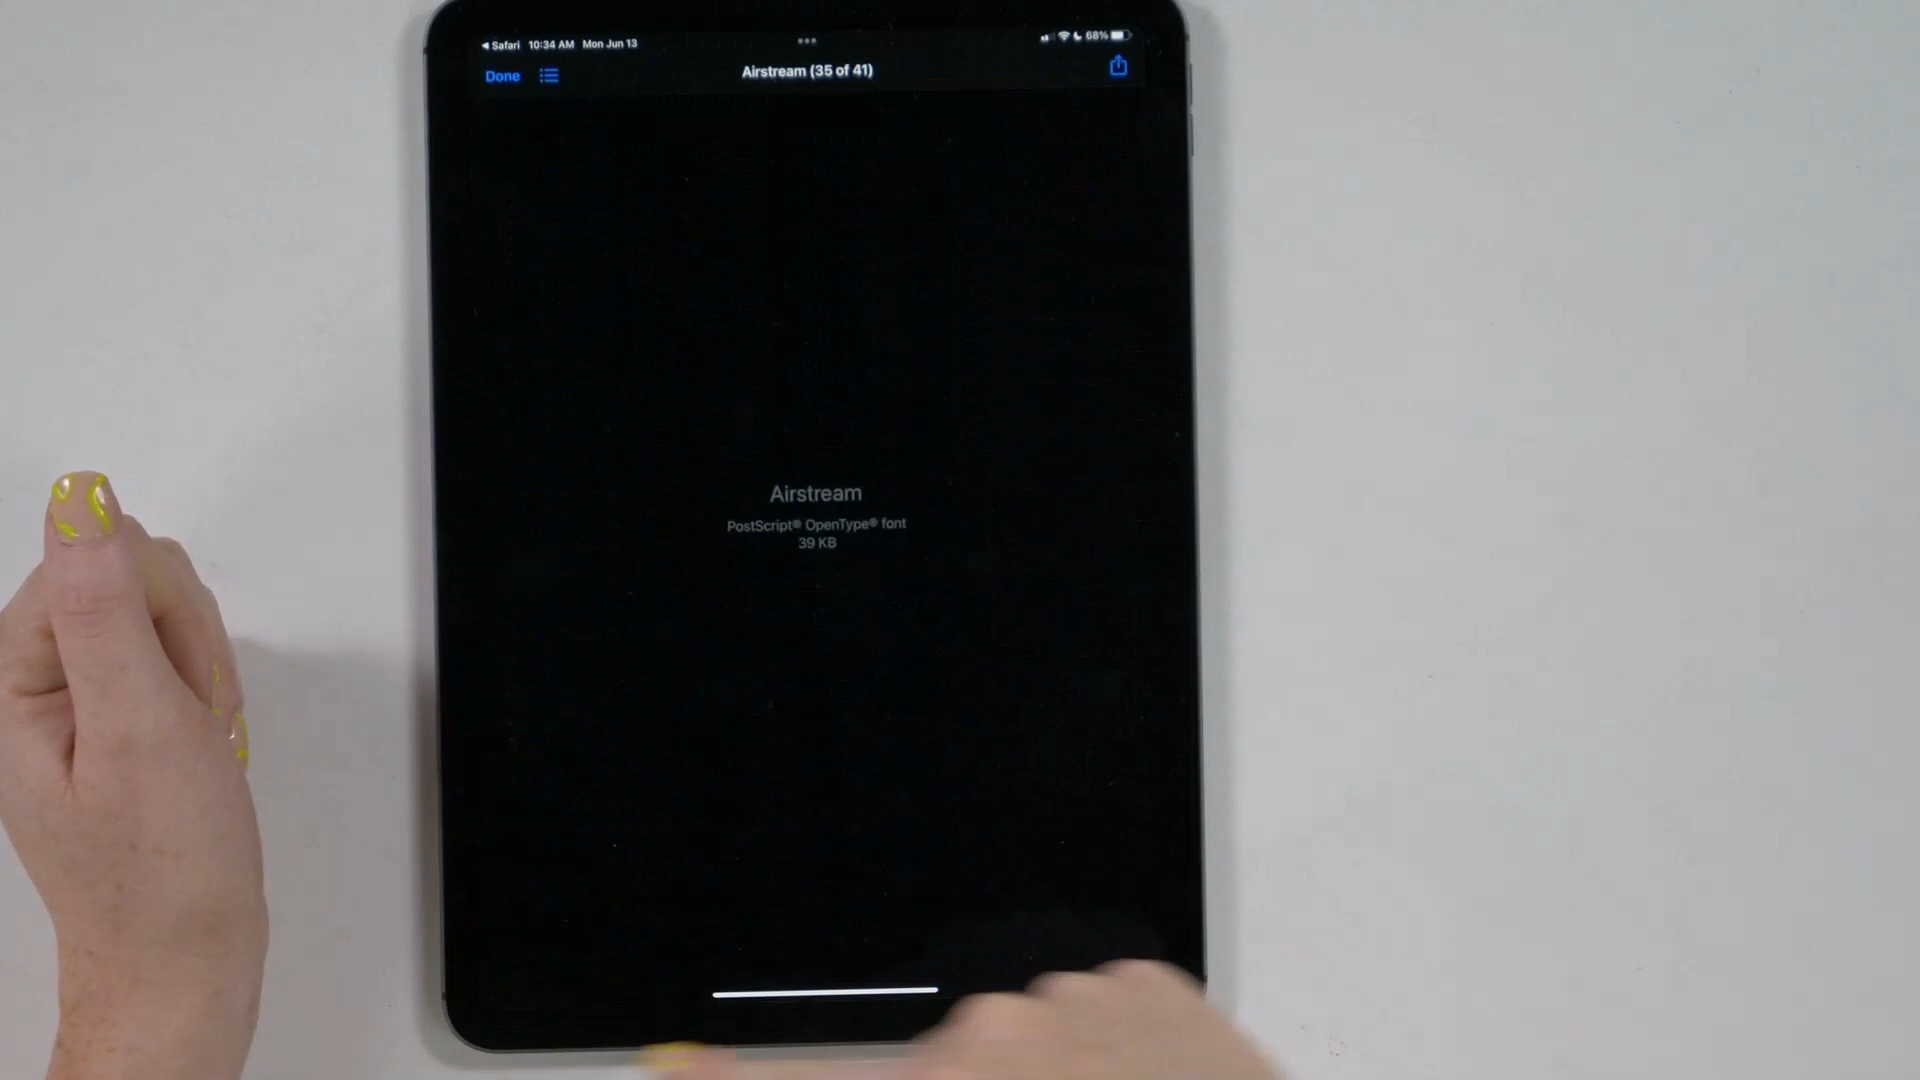 Safari 10:34 AM Mon Jun 13
68%
Done
Airstream (35 of 41)
Airstream
PostScript® OpenType® font
39 KB